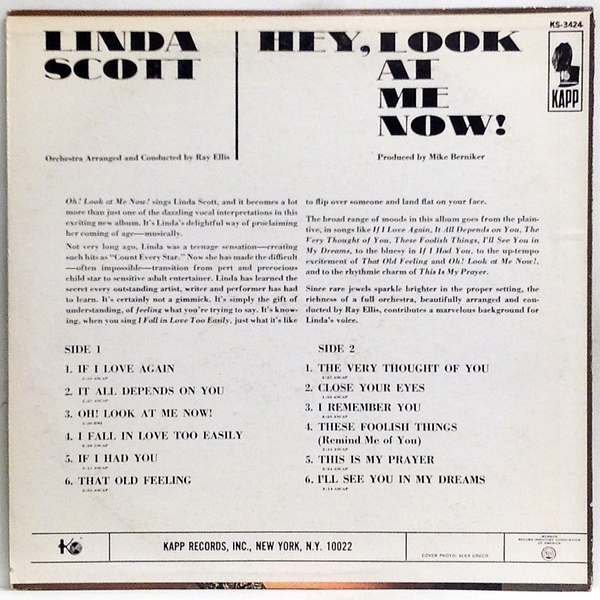 KS-3424
LINDA SCOTT
HEY, LOOK AT ME NOW!
KAPP
Orchestra Arranged and Conducted by Ray Ellis
Produced by Mike Berniker
Oh! Look at Me Now! sings Linda Scott, and it becomes a lot
more than just one of the dazzling vocal interpretations in this
exciting new album. It's Linda's delightful way of proclaiming
her coming of age—musically.
Not very long ago, Linda was a teenage sensation—creating
such hits as "Count Every Star." Now she has made the difficult
—often impossible—transition from pert and precocious
child star to sensitive adult entertainer. Linda has learned the
secret every outstanding artist, writer and performer has had
to learn. It's certainly not a gimmick. It's simply the gift of
understanding, of feeling what you're trying to say. It's know-
ing, when you sing I Fall in Love Too Easily, just what it's like
to flip over someone and land flat on your face.
The broad range of moods in this album goes from the plain-
tive, in songs like If I Love Again, It All Depends on You, The
Very Thought of You, These Foolish Things, I'll See You in
My Dreams, to the bluesy in If I Had You, to the up-tempo
excitement of That Old Feeling and Oh! Look at Me Now!,
and to the rhythmic charm of This Is My Prayer.
Since rare jewels sparkle brighter in the proper setting, the
richness of a full orchestra, beautifully arranged and con-
ducted by Ray Ellis, contributes a marvelous background for
Linda's voice.
SIDE 1
1. IF I LOVE AGAIN
2. IT ALL DEPENDS ON YOU
3. OH! LOOK AT ME NOW!
4. I FALL IN LOVE TOO EASILY
5. IF I HAD YOU
6. THAT OLD FEELING
SIDE 2
1. THE VERY THOUGHT OF YOU
2. CLOSE YOUR EYES
3. I REMEMBER YOU
4. THESE FOOLISH THINGS
(Remind Me of You)
5. THIS IS MY PRAYER
6. I'LL SEE YOU IN MY DREAMS
KAPP RECORDS, INC., NEW YORK, N.Y. 10022
COVER PHOTO: ALEX GRECO